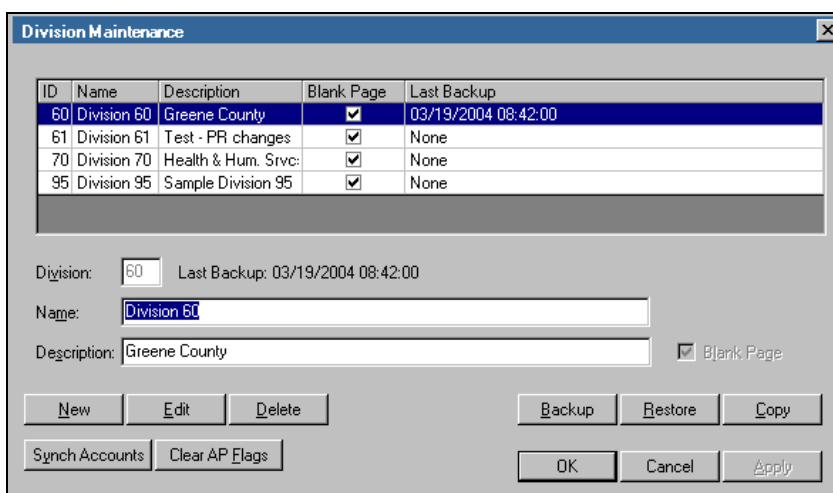 Division Maintenance
ID Name Description Blank Page Last Backup
60 Division 60 Greene County 03/19/2004 08:42:00
61 Division 61 Test - PR changes None
70 Division 70 Health & Hum. Srvc: None
95 Division 95 Sample Division 95 None
Division: 60 Last Backup: 03/19/2004 08:42:00
Name: Division 60
Description: Greene County Blank Page
New Edit Delete Backup Restore Copy
Synch Accounts Clear AP Flags OK Cancel Apply